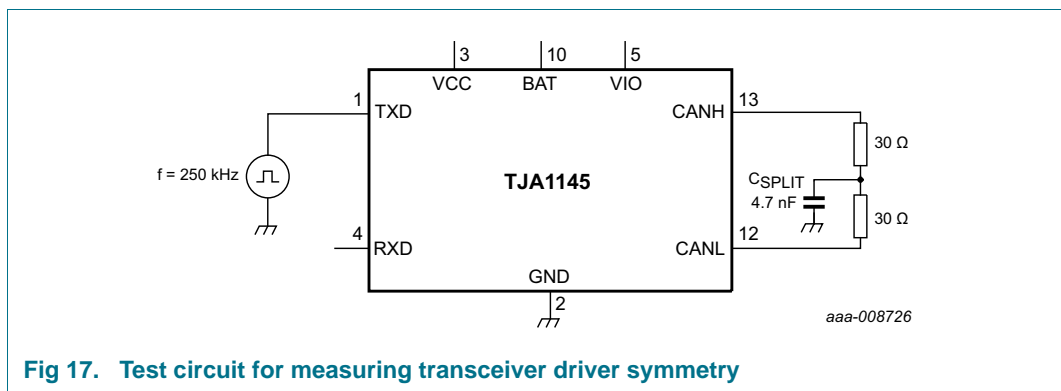 3 10 5
VCC BAT VIO
1 13
TXD CANH
30 Ω
f = 250 kHz
CSPLIT
4.7 nF
TJA1145
30 Ω
4 12
RXD CANL
GND
2
aaa-008726
Fig 17. Test circuit for measuring transceiver driver symmetry